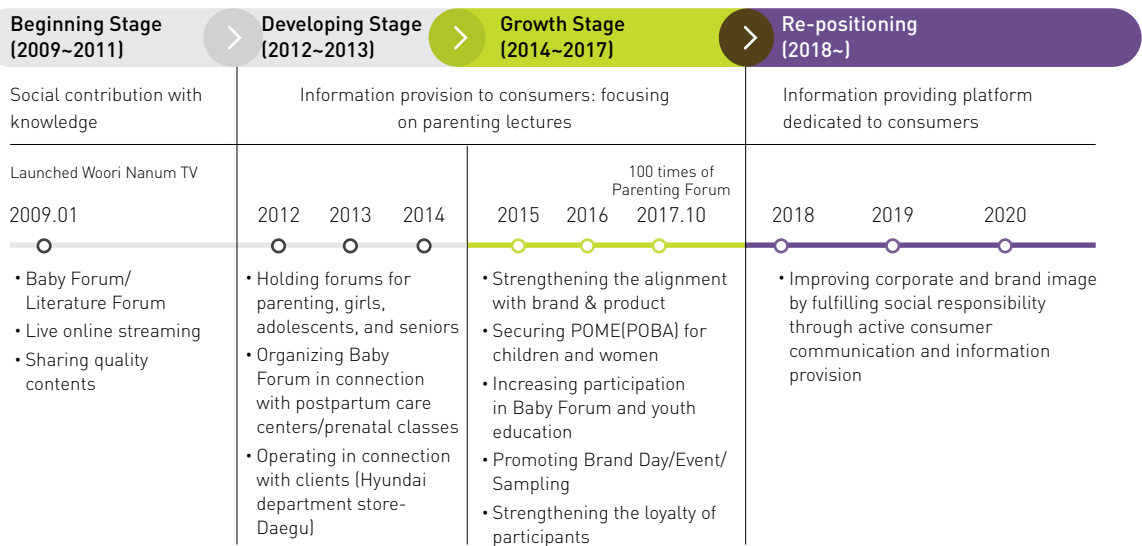 Beginning Stage
(2009~2011)
Developing Stage
(2012~2013)
Growth Stage
(2014~2017)
Re-positioning
(2018~)
Social contribution with
knowledge
Information provision to consumers: focusing
on parenting lectures
Information providing platform
dedicated to consumers
Launched Woori Nanum TV
2009.01
2012
2013
2014
100 times of
Parenting Forum
2015
2016
2017.10
2018
2019
2020
• Baby Forum/
Literature Forum
• Live online streaming
• Sharing quality
contents
• Holding forums for
parenting, girls,
adolescents, and seniors
• Organizing Baby
Forum in connection
with postpartum care
centers/prenatal classes
• Operating in connection
with clients (Hyundai
department store-
Daegu)
• Strengthening the alignment
with brand & product
• Securing POME(POBA) for
children and women
• Increasing participation
in Baby Forum and youth
education
• Promoting Brand Day/Event/
Sampling
• Strengthening the loyalty of
participants
• Improving corporate and brand image
by fulfilling social responsibility
through active consumer
communication and information
provision